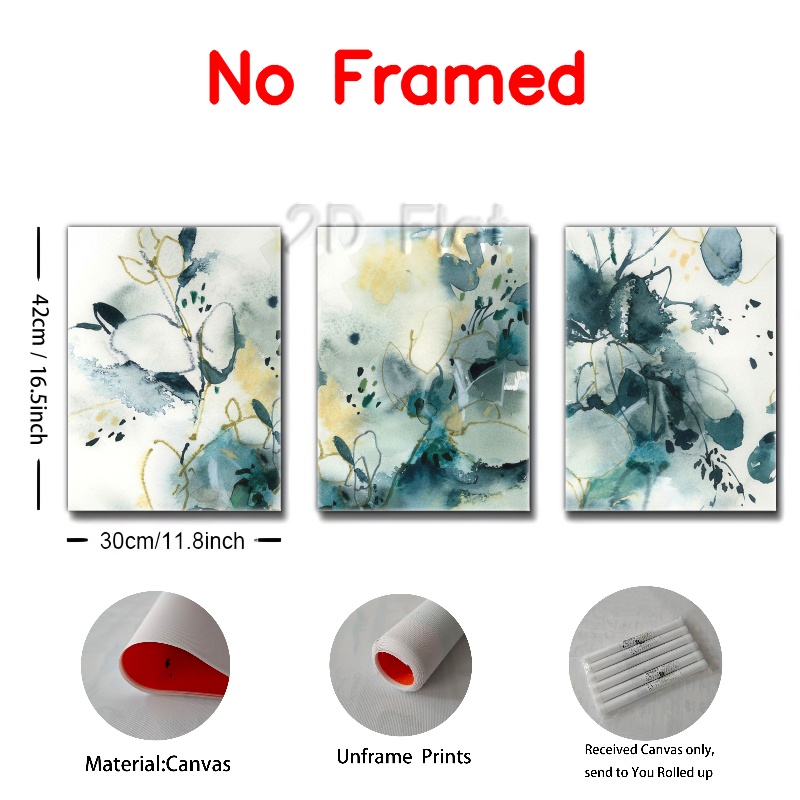 No Framed
2D Flat
42cm / 16.5inch
30cm/11.8inch
Material:Canvas
Unframe Prints
Received Canvas only,
send to You Rolled up